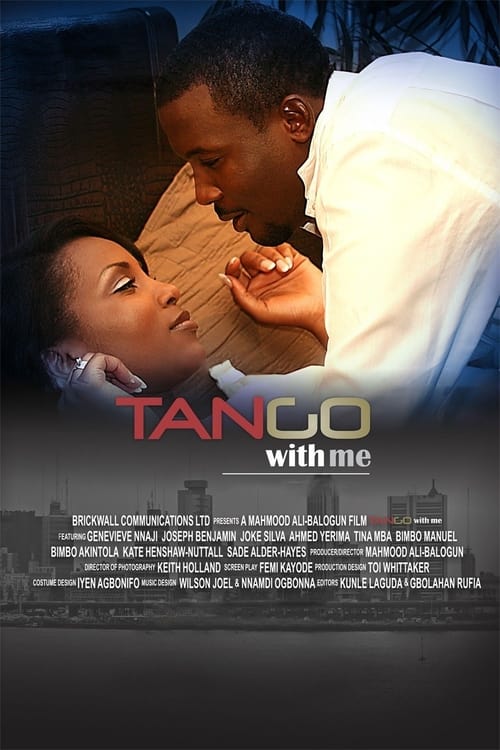 TANGO
with me
BRICKWALL COMMUNICATIONS LTD PRESENTS A MAHMOOD ALI-BALOGUN FILM TANGO with me
FEATURING GENEVIEVE NNAJI JOSEPH BENJAMIN JOKE SILVA AHMED YERIMA TINA MBA BIMBO MANUEL
BIMBO AKINTOLA KATE HENSHAW-NUTTALL SADE ALDER-HAYES PRODUCER/DIRECTOR MAHMOOD ALI-BALOGUN
DIRECTOR OF PHOTOGRAPHY KEITH HOLLAND SCREEN PLAY FEMI KAYODE PRODUCTION DESIGN TOI WHITTAKER
COSTUME DESIGN IYEN AGBONIFO MUSIC DESIGN WILSON JOEL & NNAMDI OGBONNA EDITORS KUNLE LAGUDA & GBOLAHAN RUFIA